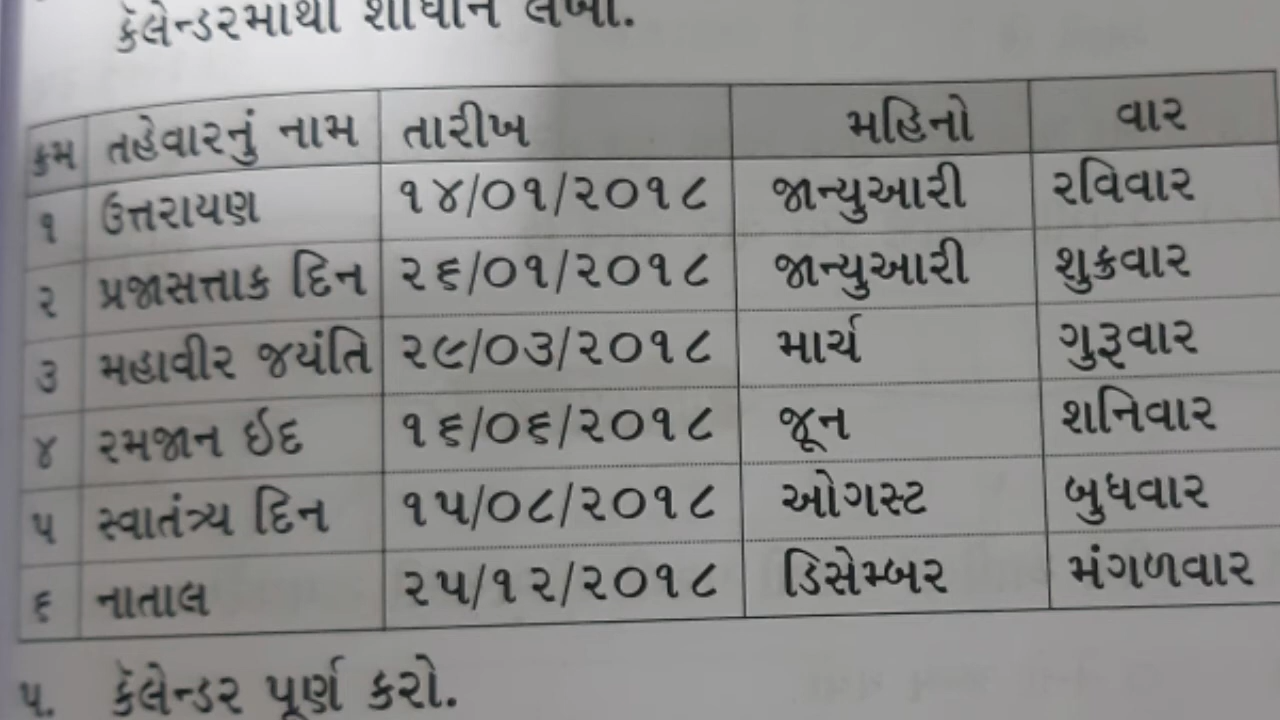 કૅલેન્ડરમાંથી શોધીને લખો.
ક્રમ તહેવારનું નામ તારીખ મહિનો વાર
૧ ઉત્તરાયણ ૧૪/૦૧/૨૦૧૮ જાન્યુઆરી રવિવાર
૨ પ્રજાસત્તાક દિન ૨૬/૦૧/૨૦૧૮ જાન્યુઆરી શુક્રવાર
૩ મહાવીર જયંતિ ૨૯/૦૩/૨૦૧૮ માર્ચ ગુરૂવાર
૪ રમજાન ઇદ ૧૬/૦૬/૨૦૧૮ જૂન શનિવાર
૫ સ્વાતંત્ર્ય દિન ૧૫/૦૮/૨૦૧૮ ઓગસ્ટ બુધવાર
૬ નાતાલ ૨૫/૧૨/૨૦૧૮ ડિસેમ્બર મંગળવાર
૫. કૅલેન્ડર પૂર્ણ કરો.